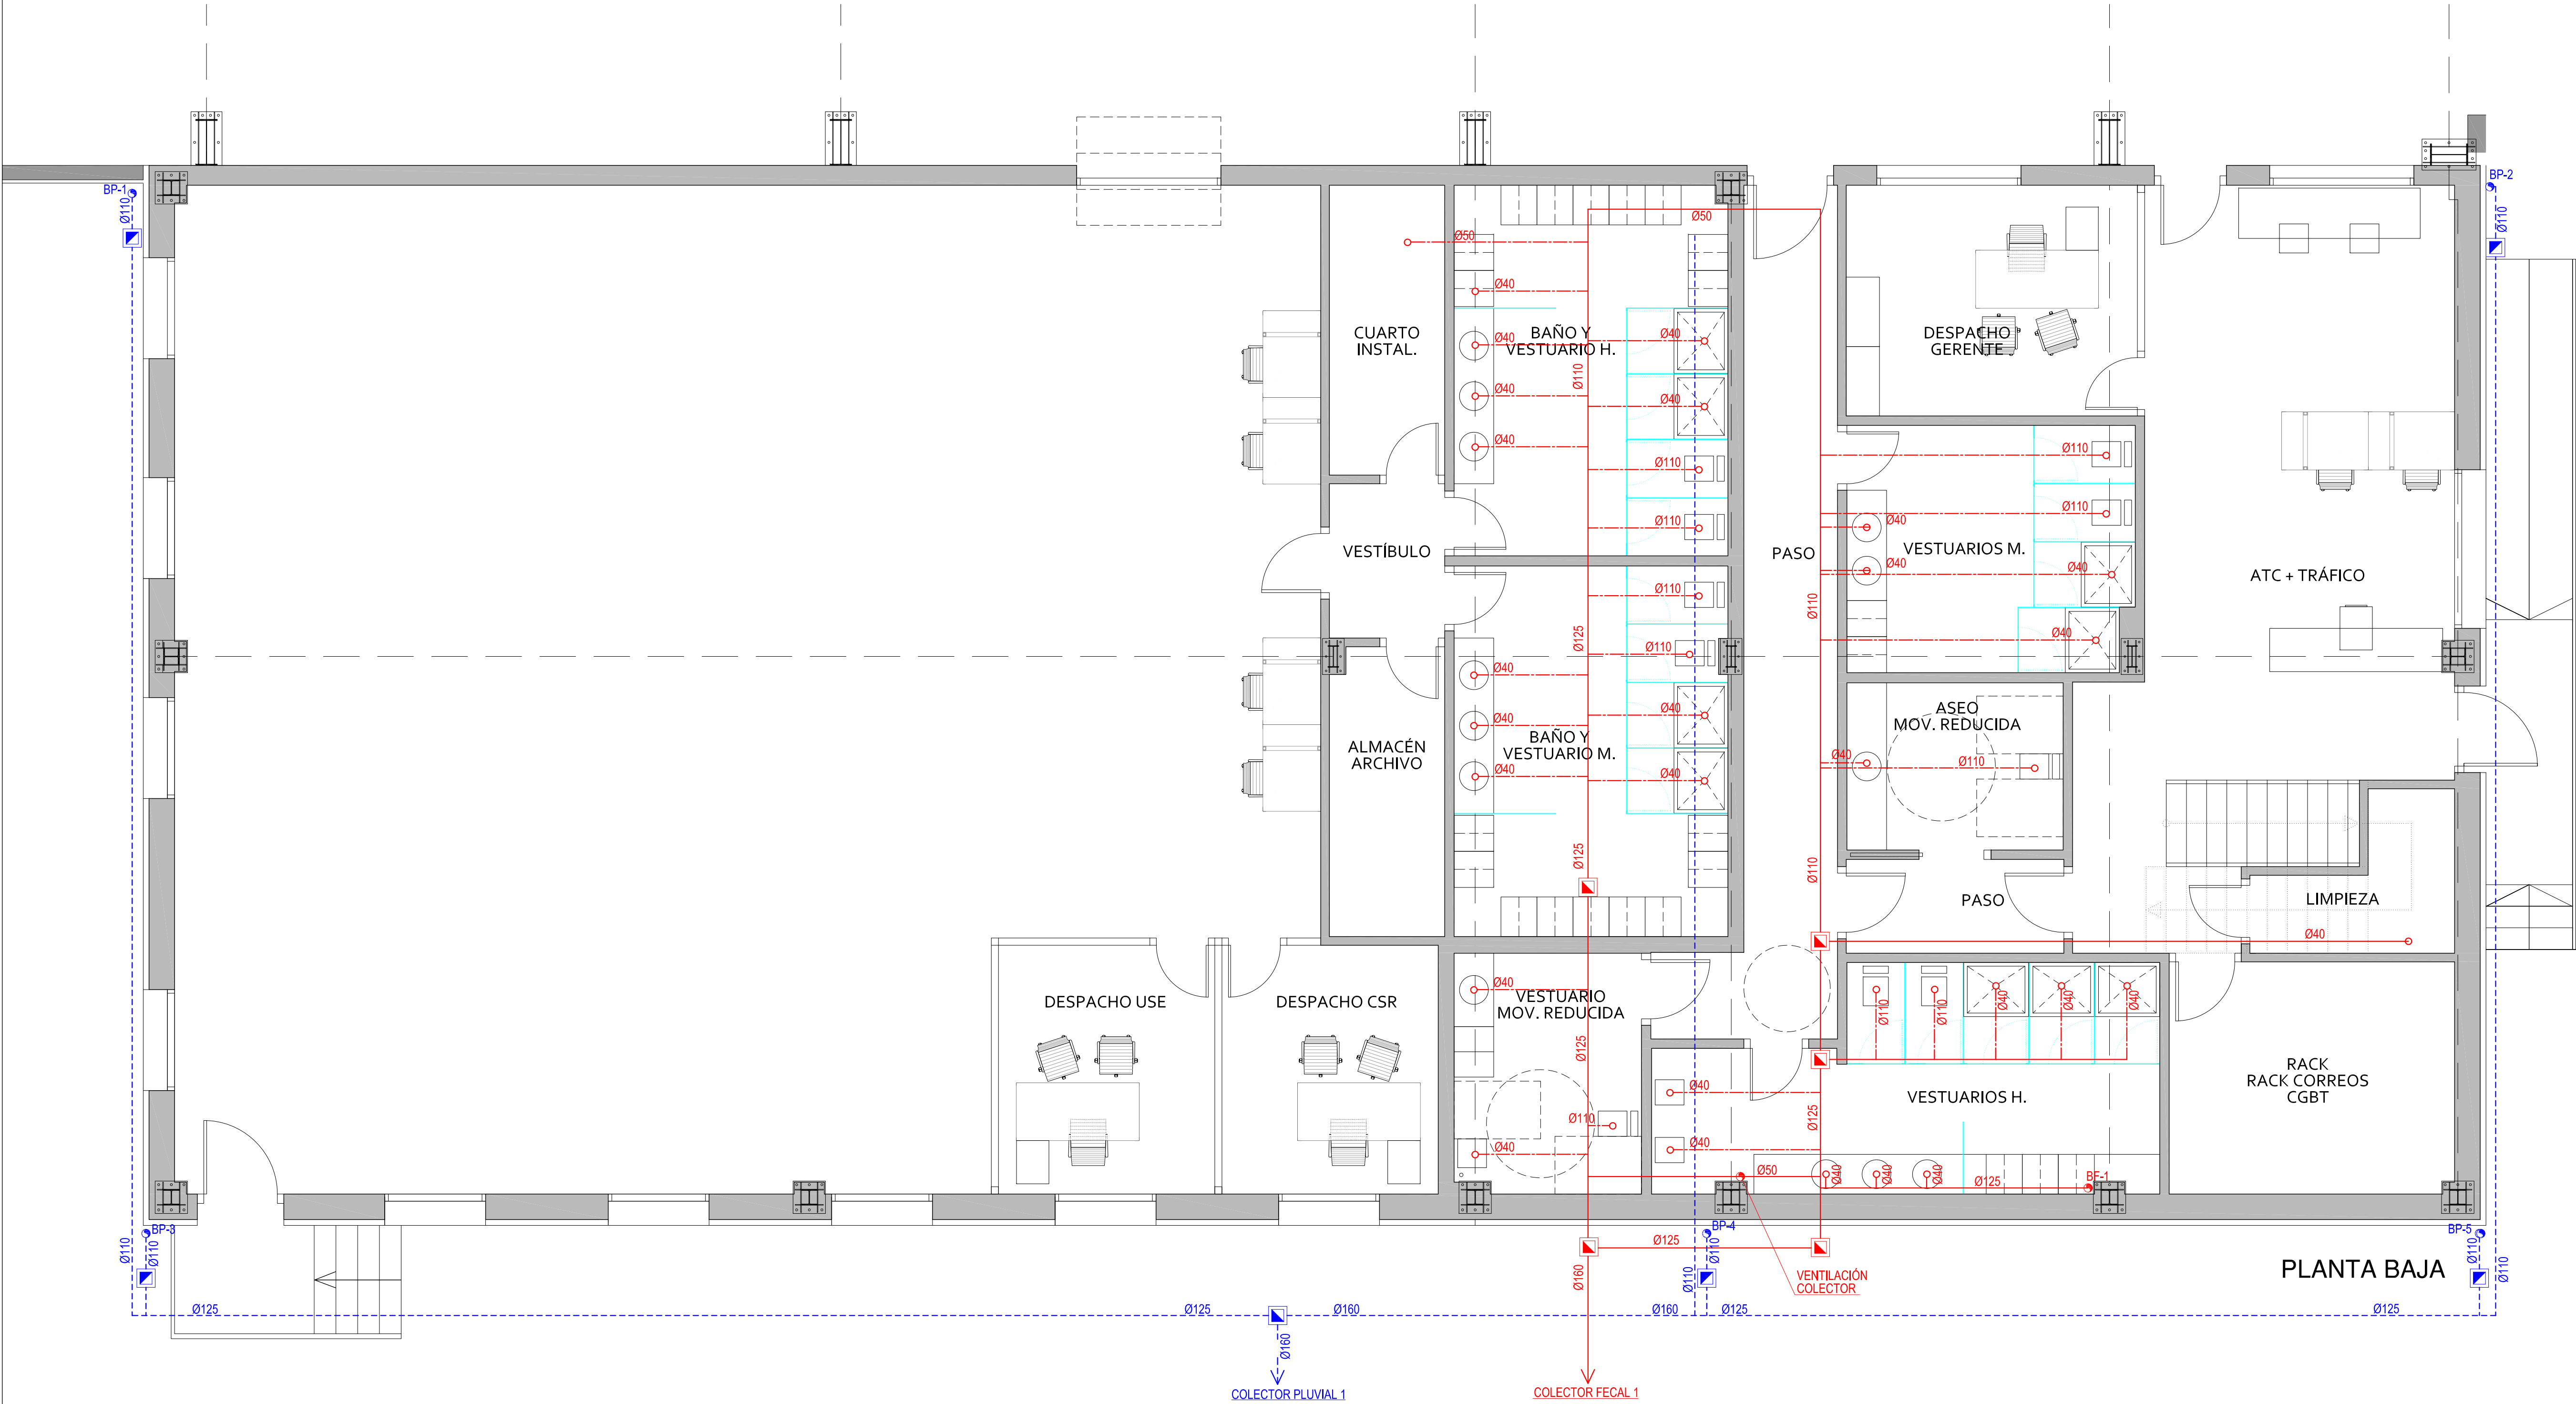 BP-1
Ø110
BP-2
Ø110
Ø50
Ø50
Ø40
CUARTO
INSTAL.
BAÑO Y
VESTUARIO H.
Ø40
Ø40
Ø110
Ø40
Ø40
Ø40
Ø110
Ø110
DESPACHO
GERENTE
Ø110
Ø110
Ø40
Ø40
VESTUARIOS M.
Ø40
Ø40
VESTÍBULO
PASO
ATC + TRÁFICO
Ø110
Ø110
Ø125
Ø110
Ø40
Ø40
Ø40
Ø40
Ø40
BAÑO Y
VESTUARIO M.
ALMACÉN
ARCHIVO
ASEO
MOV. REDUCIDA
Ø40
Ø110
Ø125
Ø110
PASO
LIMPIEZA
Ø40
DESPACHO USE
DESPACHO CSR
Ø40
VESTUARIO
MOV. REDUCIDA
Ø125
Ø110
Ø40
Ø110
Ø110
Ø40
Ø40
Ø40
Ø40
Ø40
Ø125
VESTUARIOS H.
RACK
RACK CORREOS
CGBT
Ø50
Ø40
Ø40
Ø40
Ø125
BF-1
BP-3
Ø110
Ø110
BP-4
Ø110
Ø110
Ø125
Ø160
VENTILACIÓN
COLECTOR
BP-5
Ø110
Ø110
PLANTA BAJA
Ø125
Ø125
Ø160
Ø160
Ø125
Ø125
Ø160
COLECTOR PLUVIAL 1
COLECTOR FECAL 1